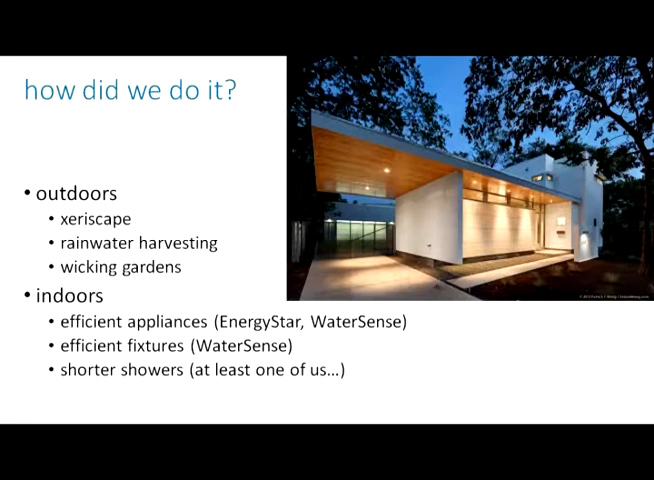 how did we do it?
• outdoors
• xeriscape
• rainwater harvesting
• wicking gardens
• indoors
• efficient appliances (EnergyStar, WaterSense)
• efficient fixtures (WaterSense)
• shorter showers (at least one of us...)